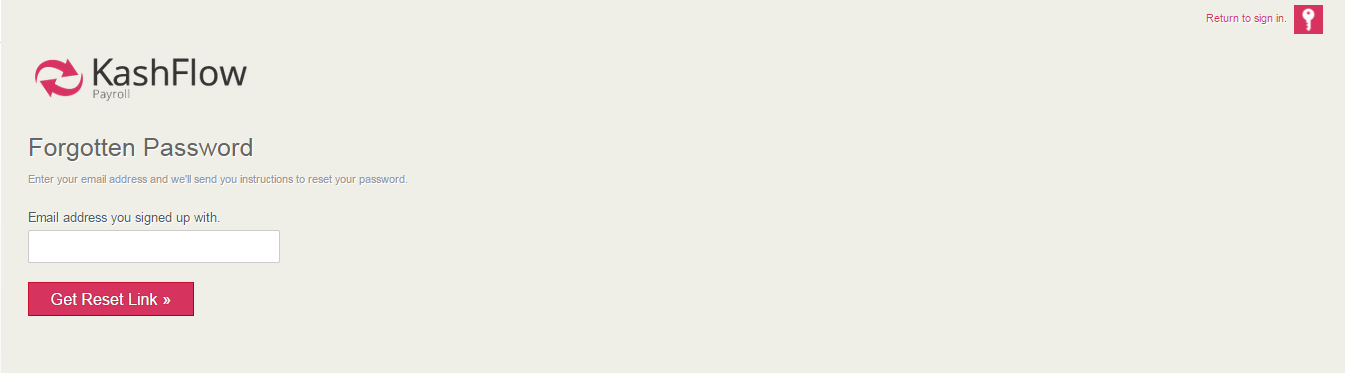 Return to sign in.
KashFlow
Payroll
Forgotten Password
Enter your email address and we'll send you instructions to reset your password.
Email address you signed up with.
Get Reset Link »